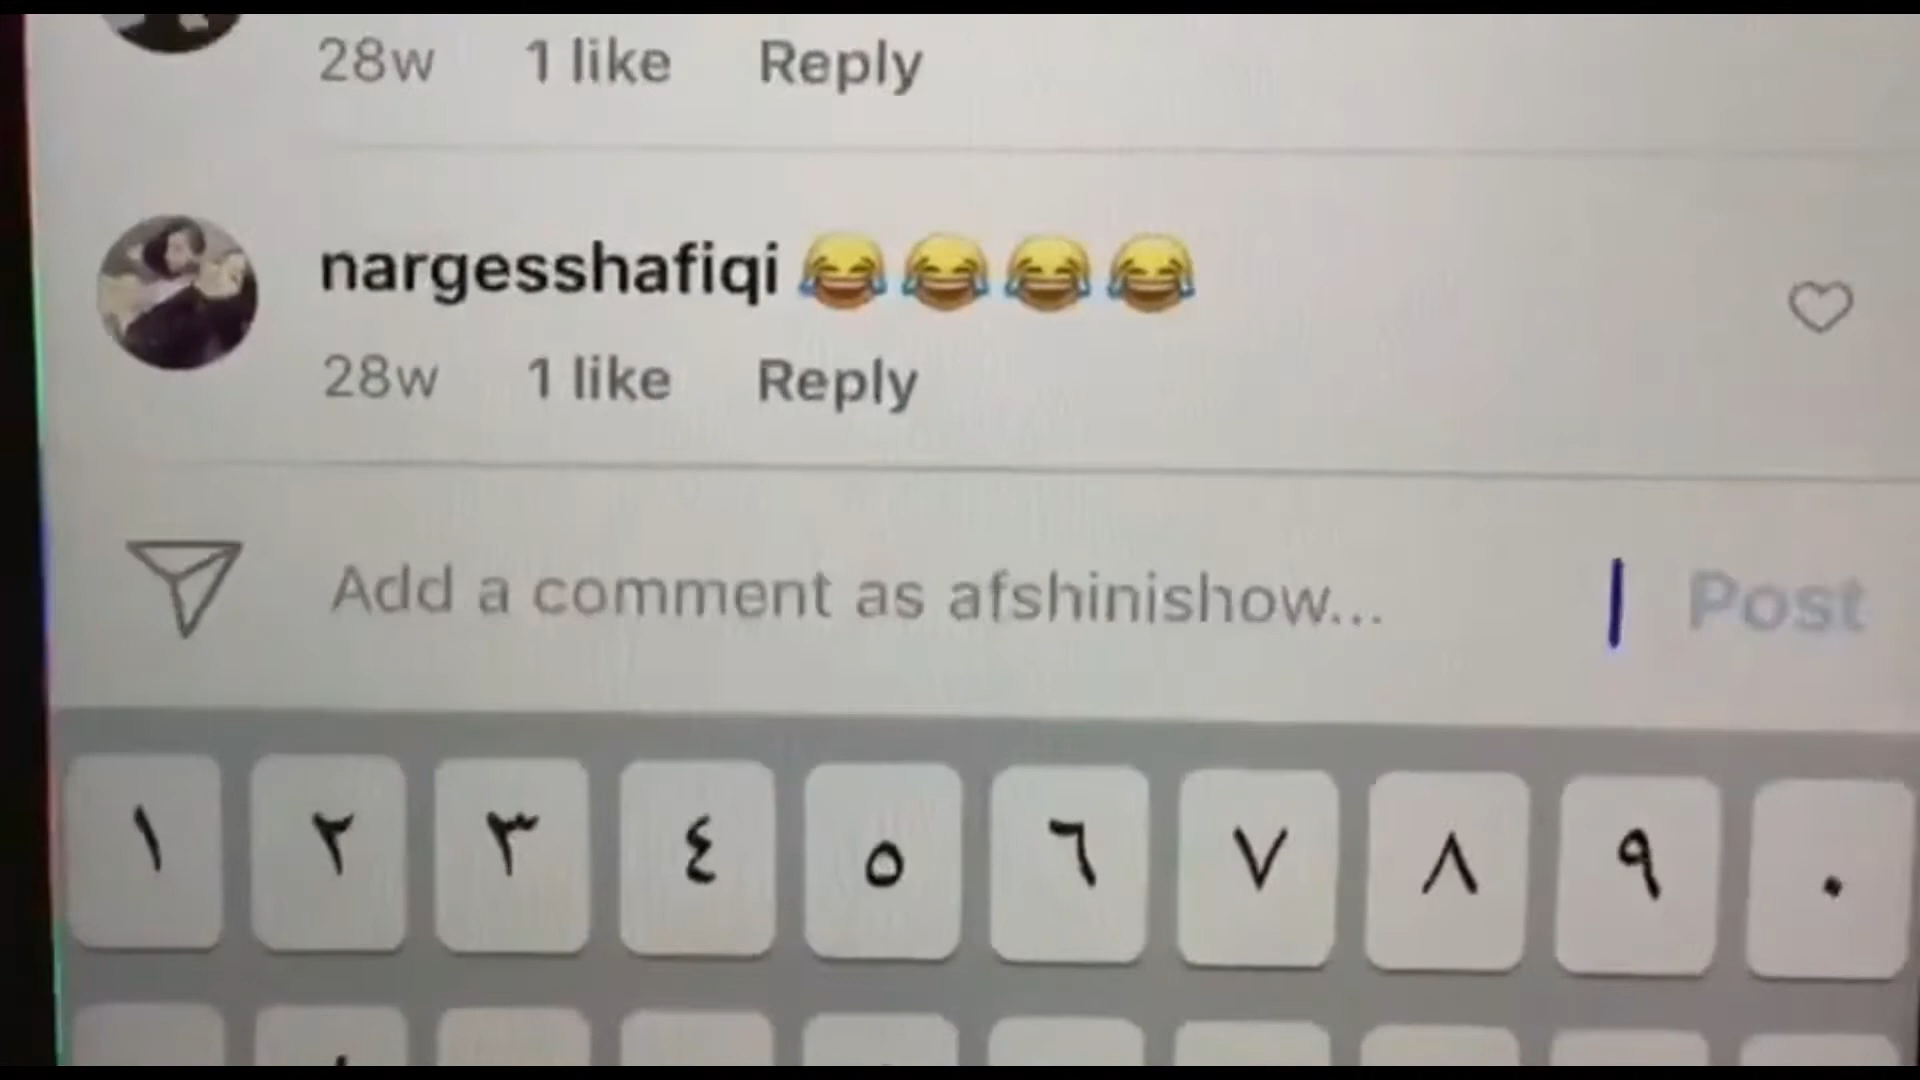 28w 1 like Reply
nargesshafiqi 😂😂😂😂
28w 1 like Reply
Add a comment as afshinishow... Post
١ ٢ ٣ ٤ ٥ ٦ ٧ ٨ ٩ ٠